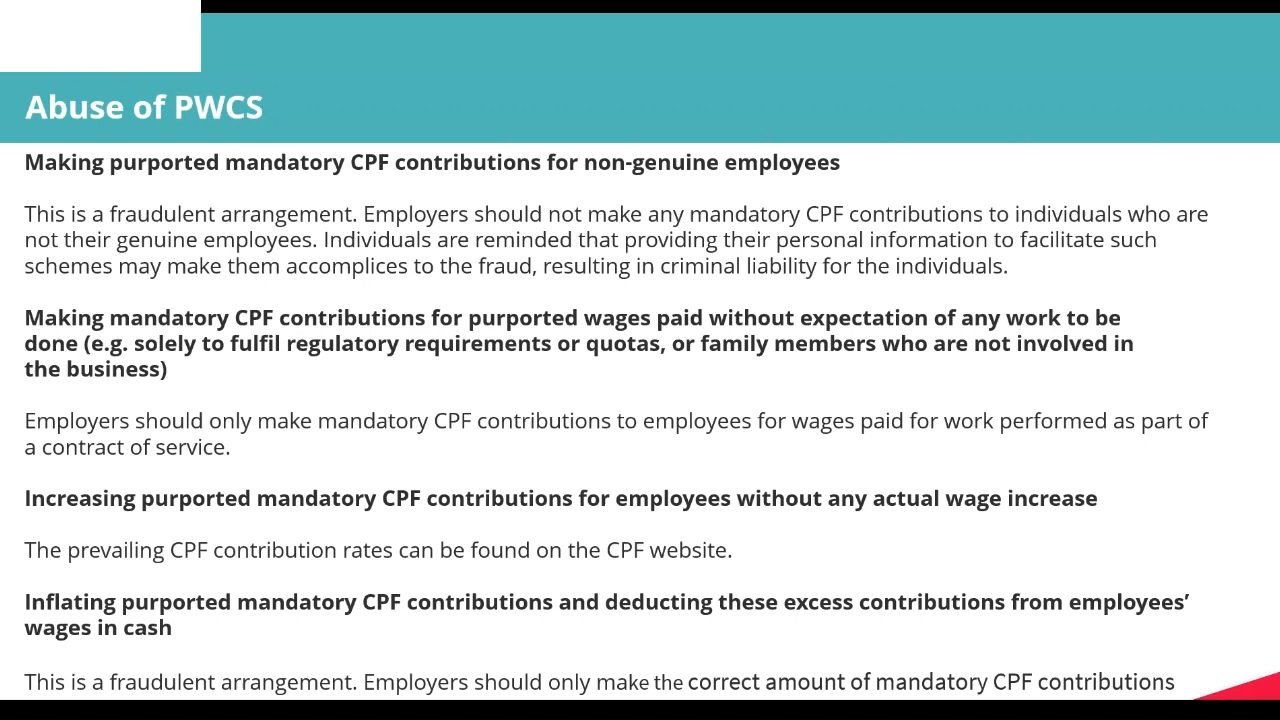 Abuse of PWCS
Making purported mandatory CPF contributions for non-genuine employees
This is a fraudulent arrangement. Employers should not make any mandatory CPF contributions to individuals who are
not their genuine employees. Individuals are reminded that providing their personal information to facilitate such
schemes may make them accomplices to the fraud, resulting in criminal liability for the individuals.
Making mandatory CPF contributions for purported wages paid without expectation of any work to be
done (e.g. solely to fulfil regulatory requirements or quotas, or family members who are not involved in
the business)
Employers should only make mandatory CPF contributions to employees for wages paid for work performed as part of
a contract of service.
Increasing purported mandatory CPF contributions for employees without any actual wage increase
The prevailing CPF contribution rates can be found on the CPF website.
Inflating purported mandatory CPF contributions and deducting these excess contributions from employees’
wages in cash
This is a fraudulent arrangement. Employers should only make the correct amount of mandatory CPF contributions